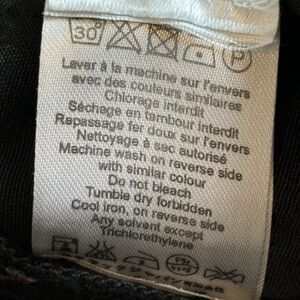 30°
P
Laver à la machine sur l'envers
avec des couleurs similaires
Chlorage interdit
Séchage en tambour interdit
Repassage fer doux sur l'envers
Nettoyage à sec autorisé
Machine wash on reverse side
with similar colour
Do not bleach
Tumble dry forbidden
Cool iron, on reverse side
Any solvent except
Trichlorethylene